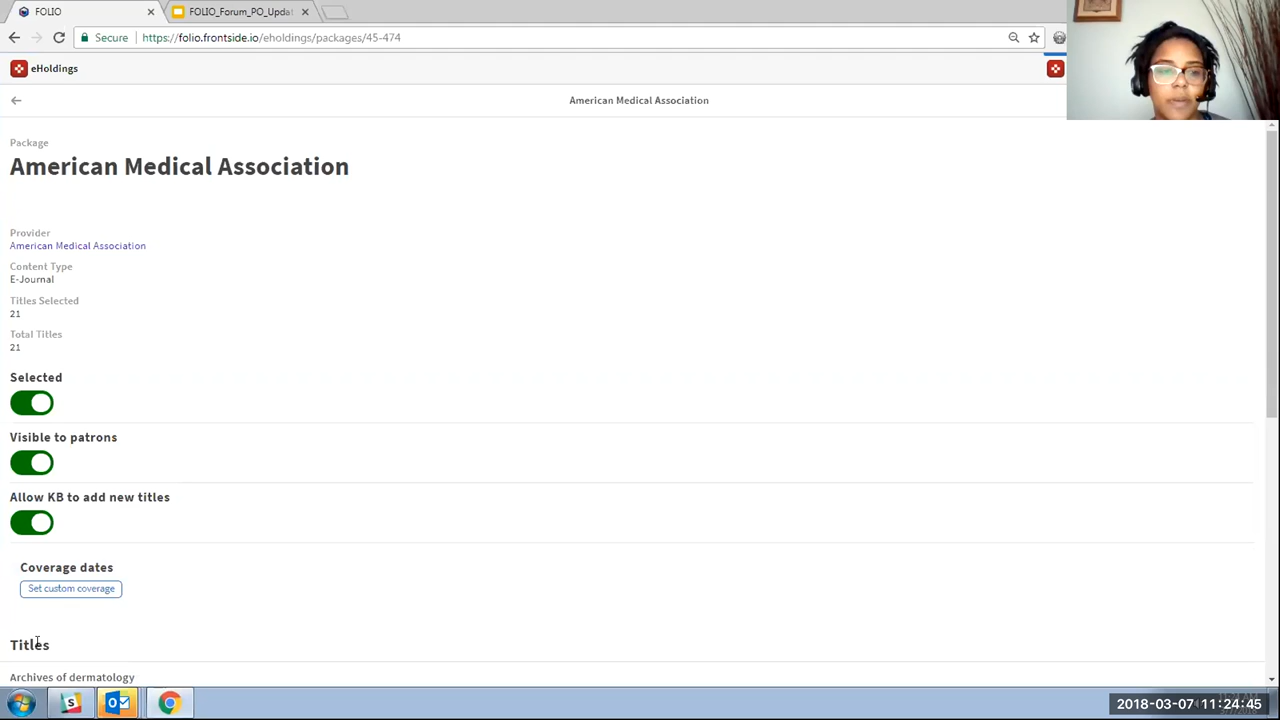 FOLIO
FOLIO_Forum_PO_Updat
Secure
https://folio.frontside.io/eholdings/packages/45-474
eHoldings
American Medical Association
Package
American Medical Association
Provider
American Medical Association
Content Type
E-Journal
Titles Selected
21
Total Titles
21
Selected
Visible to patrons
Allow KB to add new titles
Coverage dates
Set custom coverage
Titles
Archives of dermatology
2018-03-07 11:24:45